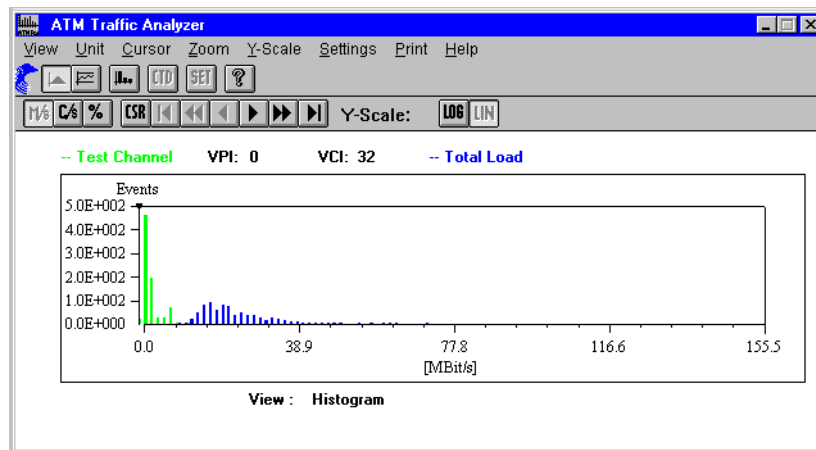 ATM Traffic Analyzer
View Unit Cursor Zoom Y-Scale Settings Print Help
CTD SET ?
M/s C/s % CSR Y-Scale: LOG LIN
-- Test Channel VPI: 0 VCI: 32 -- Total Load
Events
5.0E+002
4.0E+002
3.0E+002
2.0E+002
1.0E+002
0.0E+000
0.0 38.9 77.8 116.6 155.5
[MBit/s]
View : Histogram